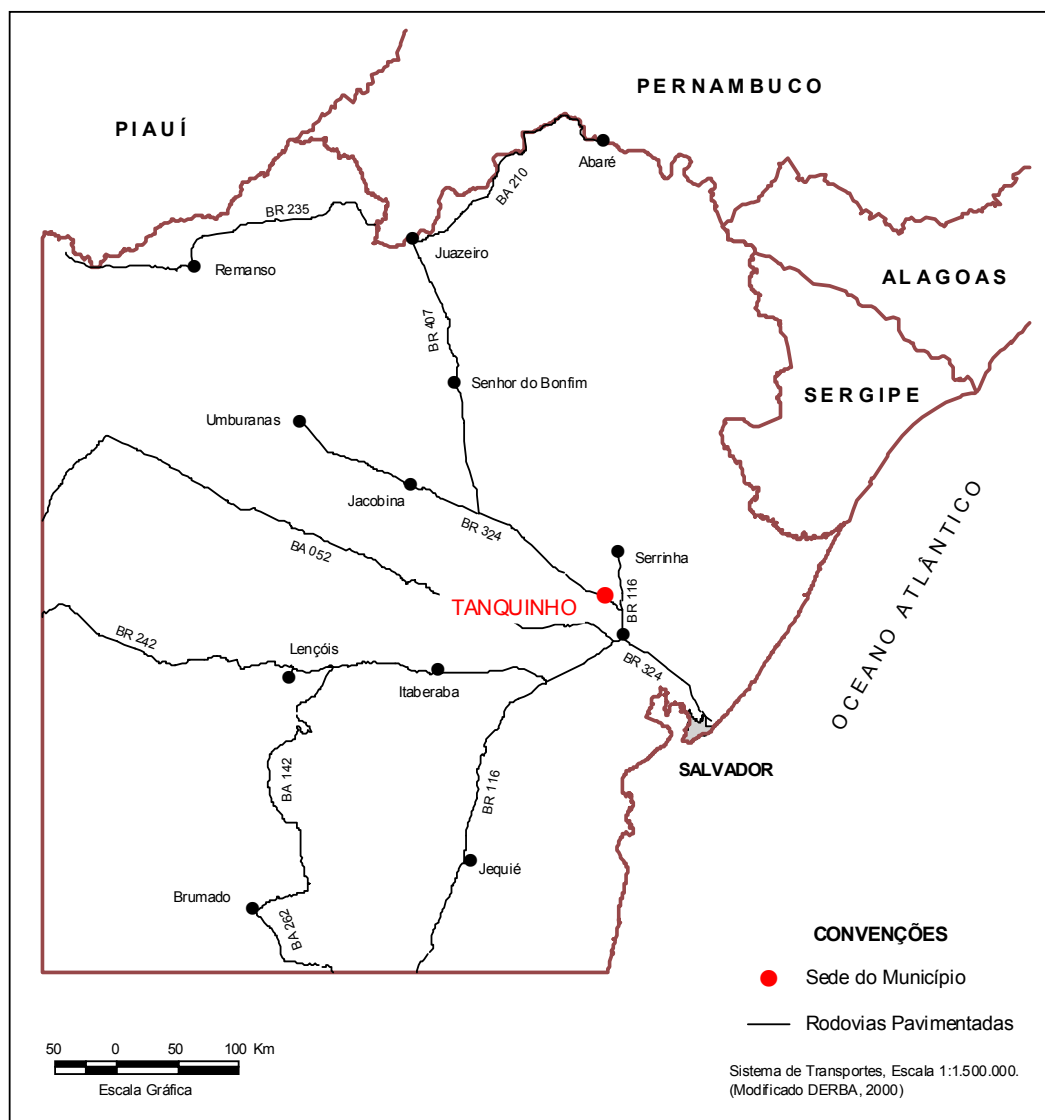 PERNAMBUCO
PIAUÍ
Abaré
BA 210
BR 235
Juazeiro
Remanso
ALAGOAS
BR 407
Senhor do Bonfim
SERGIPE
Umburanas
Jacobina
BR 324
OCEANO ATLÂNTICO
BA 052
Serrinha
TANQUINHO
BR 116
BR 242
Lençóis
Itaberaba
BR 324
SALVADOR
BA 142
BR 116
Jequié
Brumado
BA 262
CONVENÇÕES
Sede do Município
Rodovias Pavimentadas
50 0 50 100 Km
Escala Gráfica
Sistema de Transportes, Escala 1:1.500.000.
(Modificado DERBA, 2000)